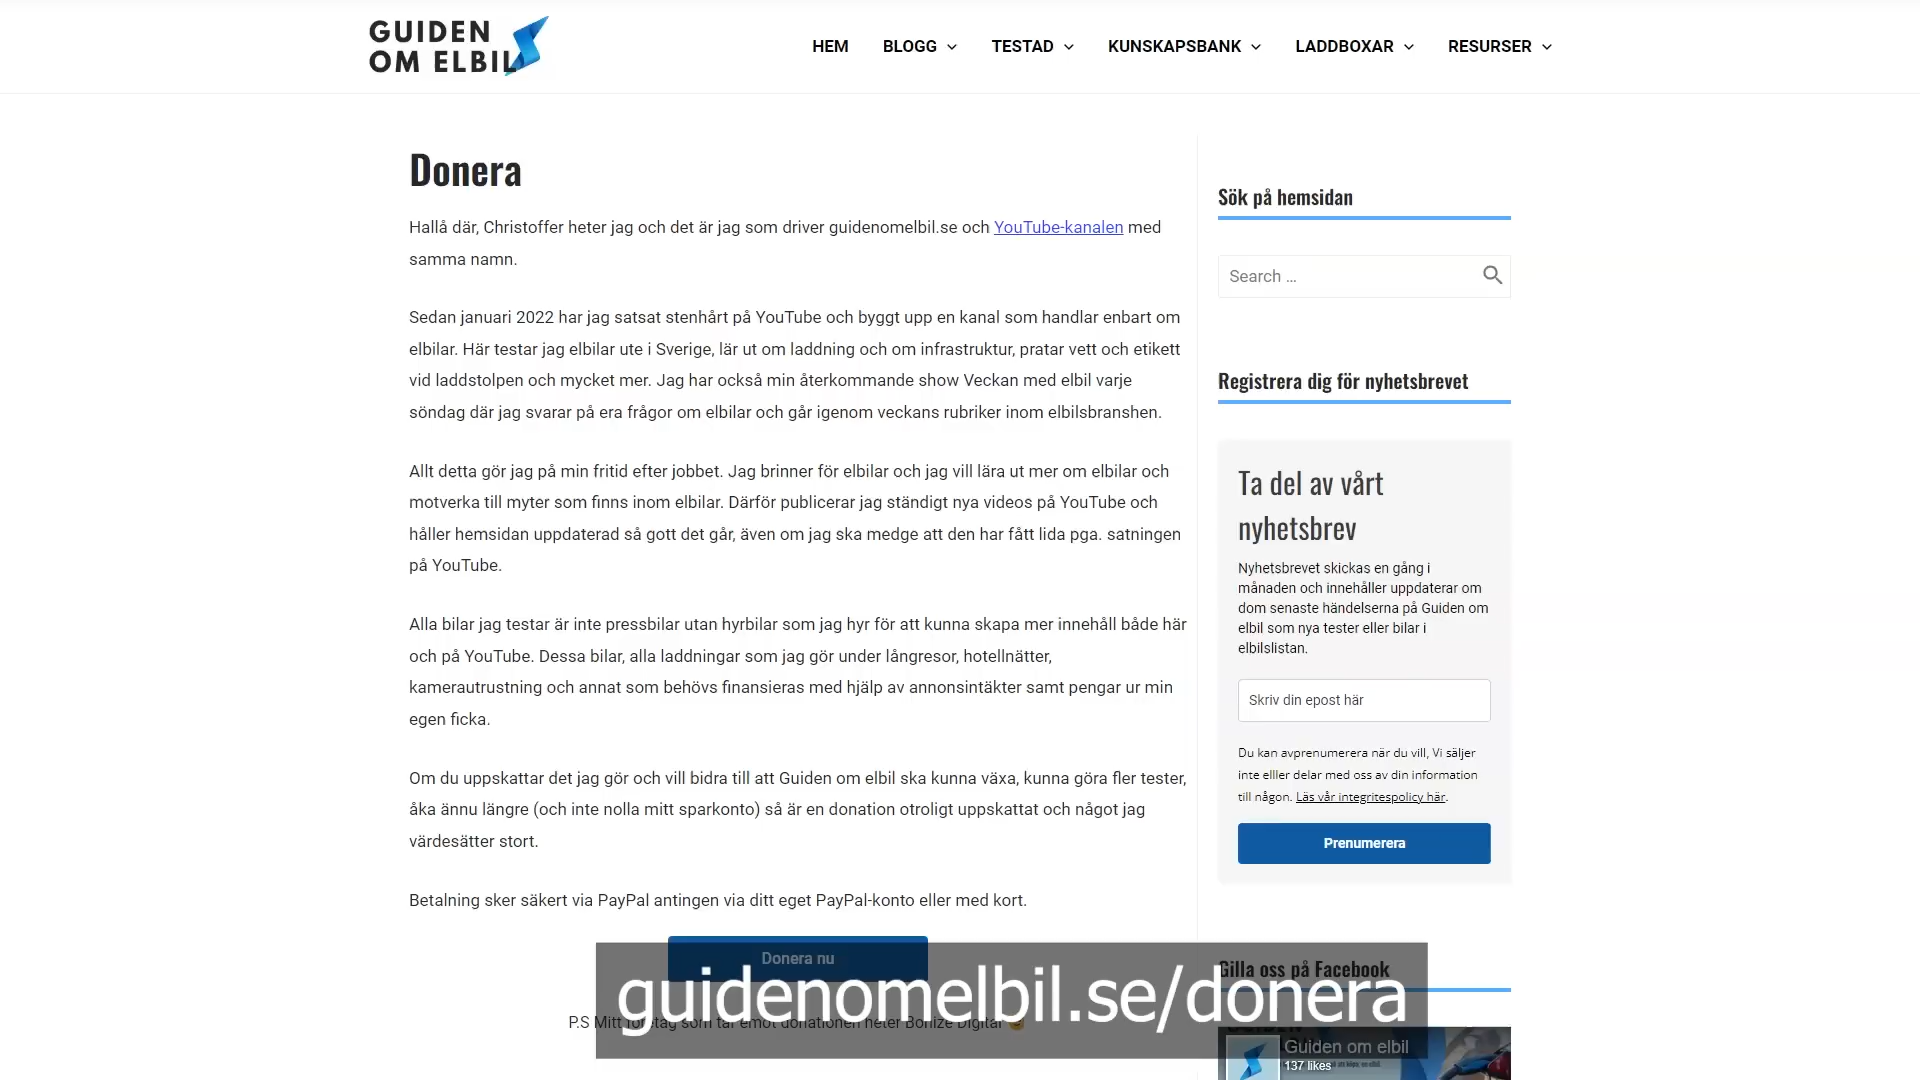 GUIDEN
OM ELBIL
HEM BLOGG TESTAD KUNSKAPSBANK LADDBOXAR RESURSER
Donera
Hallå där, Christoffer heter jag och det är jag som driver guidenomelbil.se och YouTube-kanalen med
samma namn.
Sedan januari 2022 har jag satsat stenhårt på YouTube och byggt upp en kanal som handlar enbart om
elbilar. Här testar jag elbilar ute i Sverige, lär ut om laddning och om infrastruktur, pratar vett och etikett
vid laddstolpen och mycket mer. Jag har också min återkommande show Veckan med elbil varje
söndag där jag svarar på era frågor om elbilar och går igenom veckans rubriker inom elbilsbranshen.
Allt detta gör jag på min fritid efter jobbet. Jag brinner för elbilar och jag vill lära ut mer om elbilar och
motverka till myter som finns inom elbilar. Därför publicerar jag ständigt nya videos på YouTube och
håller hemsidan uppdaterad så gott det går, även om jag ska medge att den har fått lida pga. satningen
på YouTube.
Alla bilar jag testar är inte pressbilar utan hyrbilar som jag hyr för att kunna skapa mer innehåll både här
och på YouTube. Dessa bilar, alla laddningar som jag gör under långresor, hotellnätter,
kamerautrustning och annat som behövs finansieras med hjälp av annonsintäkter samt pengar ur min
egen ficka.
Om du uppskattar det jag gör och vill bidra till att Guiden om elbil ska kunna växa, kunna göra fler tester,
åka ännu längre (och inte nolla mitt sparkonto) så är en donation otroligt uppskattat och något jag
värdesätter stort.
Betalning sker säkert via PayPal antingen via ditt eget PayPal-konto eller med kort.
Donera nu
P.S Mitt företag som tar emot donationen heter Bonize Digital
guidenomelbil.se/donera
Sök på hemsidan
Search ...
Registrera dig för nyhetsbrevet
Ta del av vårt
nyhetsbrev
Nyhetsbrevet skickas en gång i
månaden och innehåller uppdaterar om
dom senaste händelserna på Guiden om
elbil som nya tester eller bilar i
elbilslistan.
Skriv din epost här
Du kan avprenumerera när du vill, Vi säljer
inte elller delar med oss av din information
till någon. Läs vår integritespolicy här.
Prenumerera
Gilla oss på Facebook
Guiden om elbil
137 likes